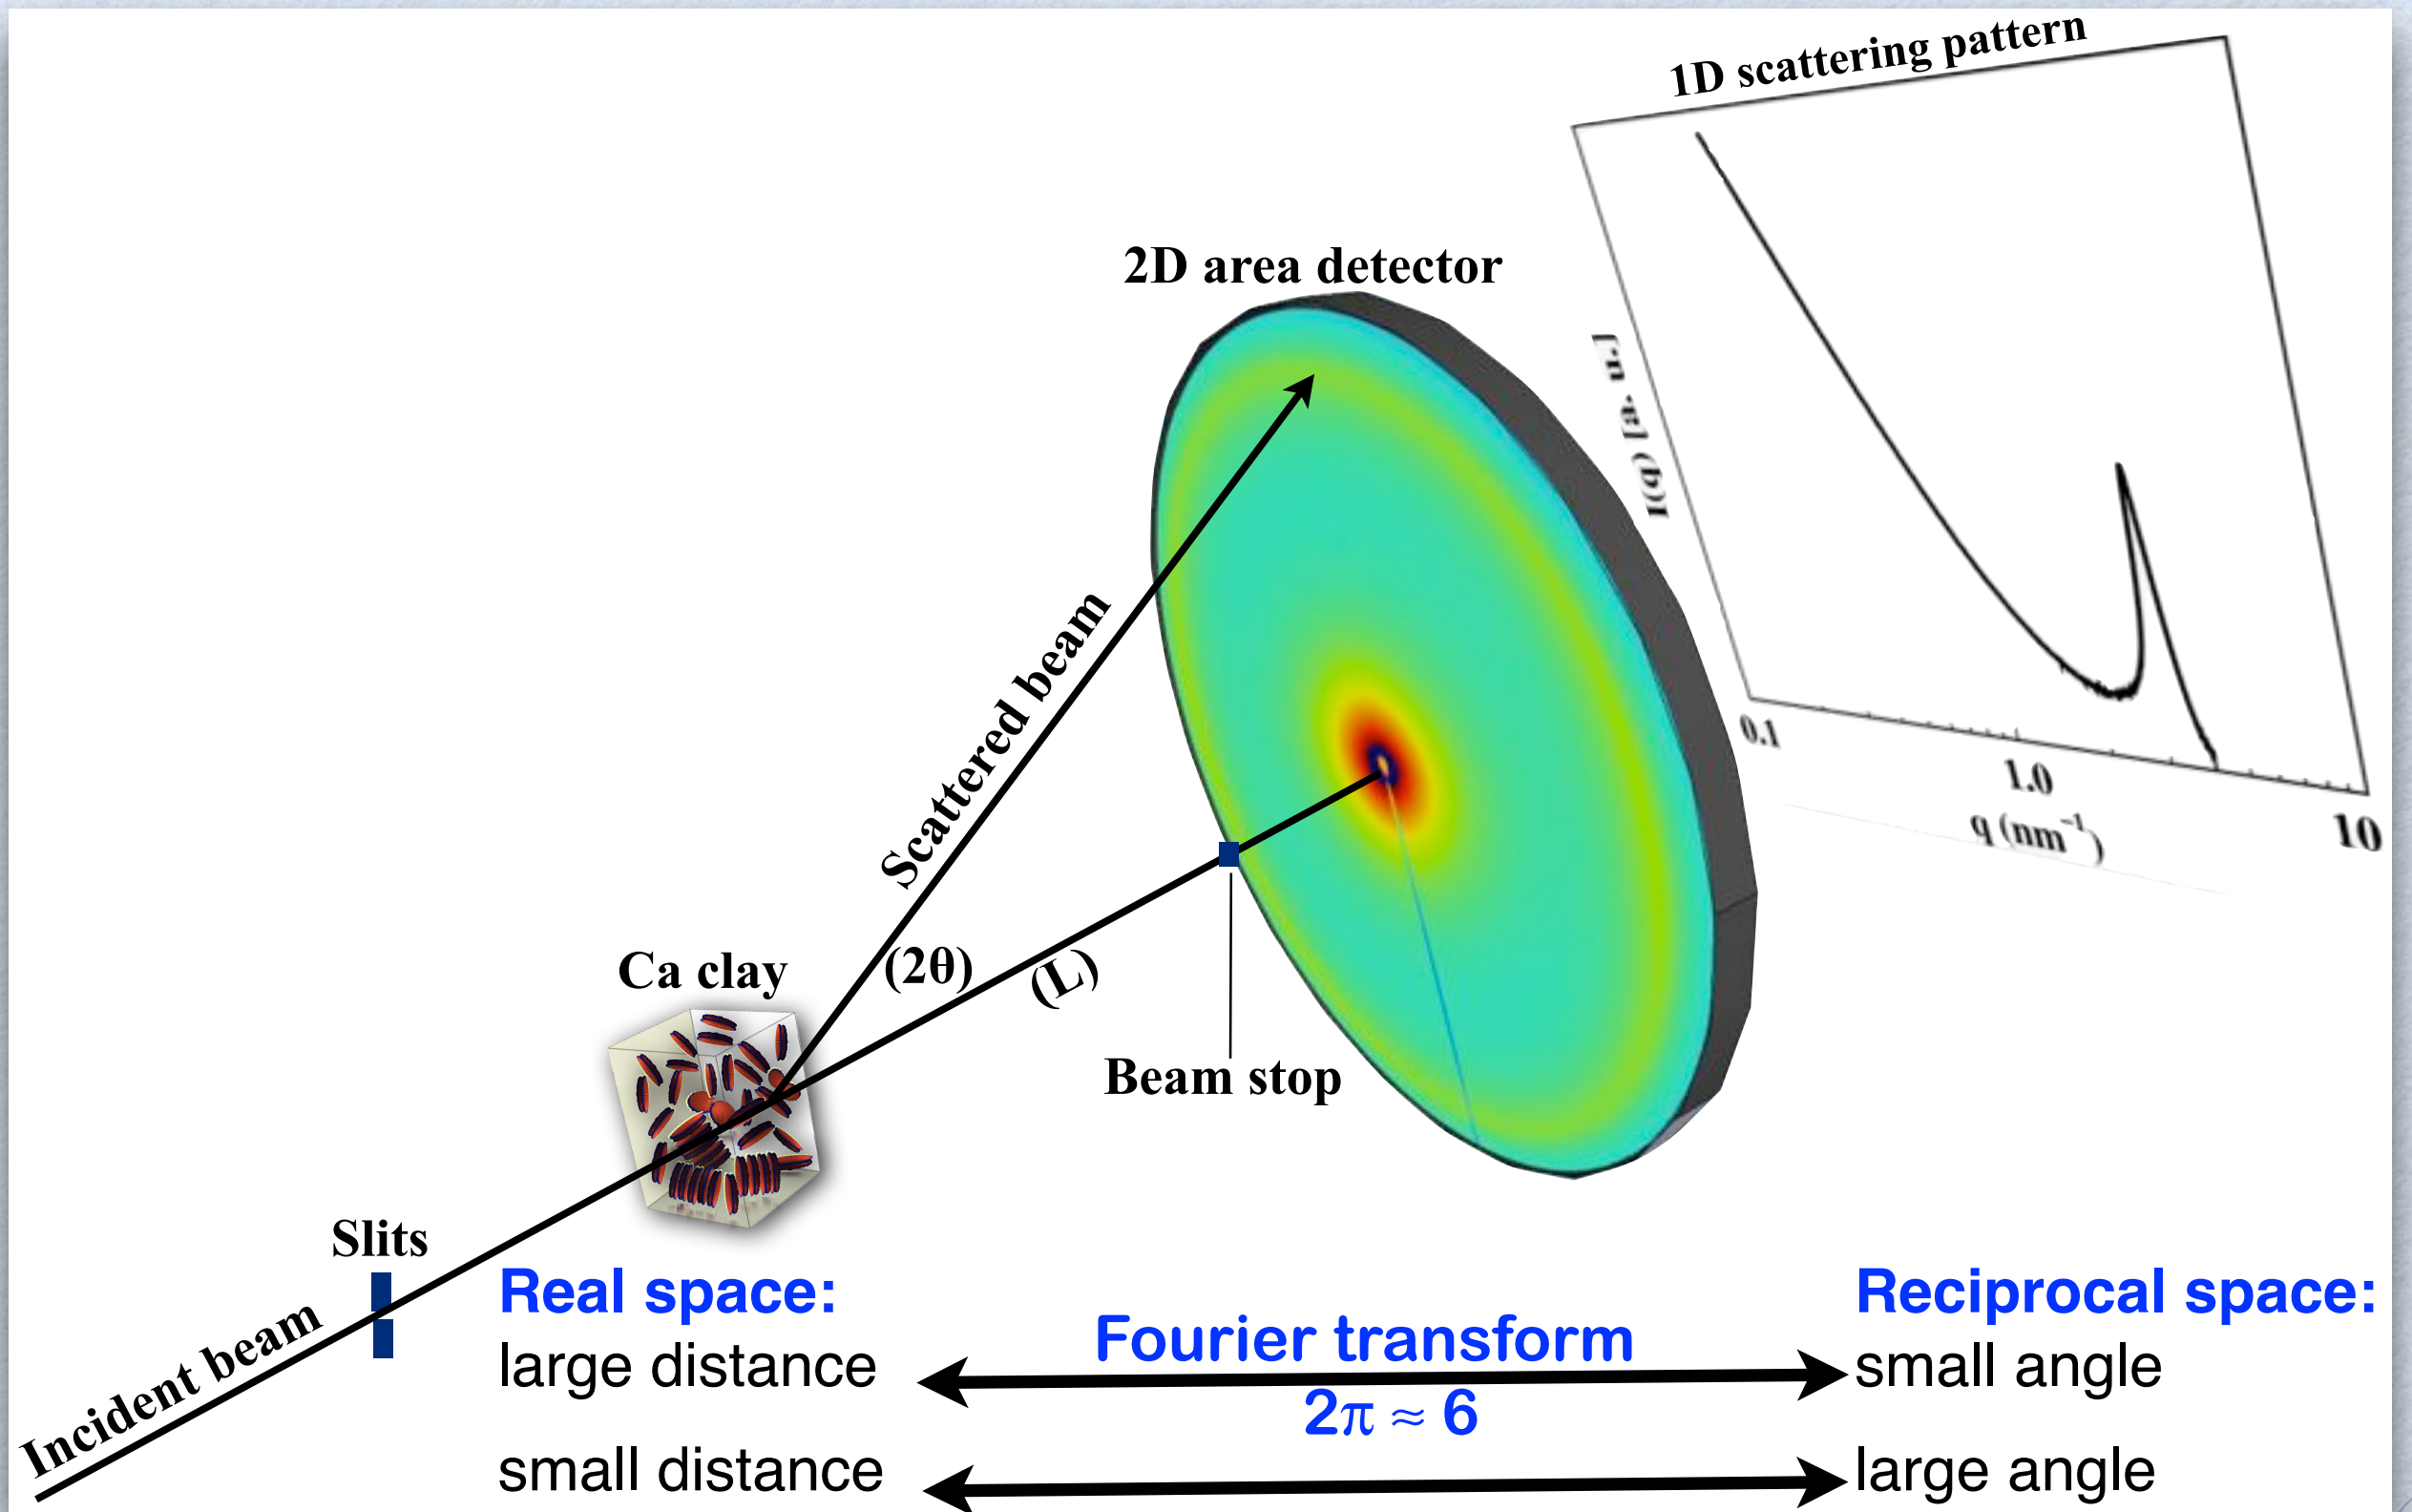 1D scattering pattern
2D area detector
I(q) [a. u.]
0.1
1.0
10
q (nm⁻¹)
Scattered beam
(2θ)
(L)
Ca clay
Beam stop
Slits
Incident beam
Real space:
large distance
small distance
Fourier transform
2π ≈ 6
Reciprocal space:
small angle
large angle